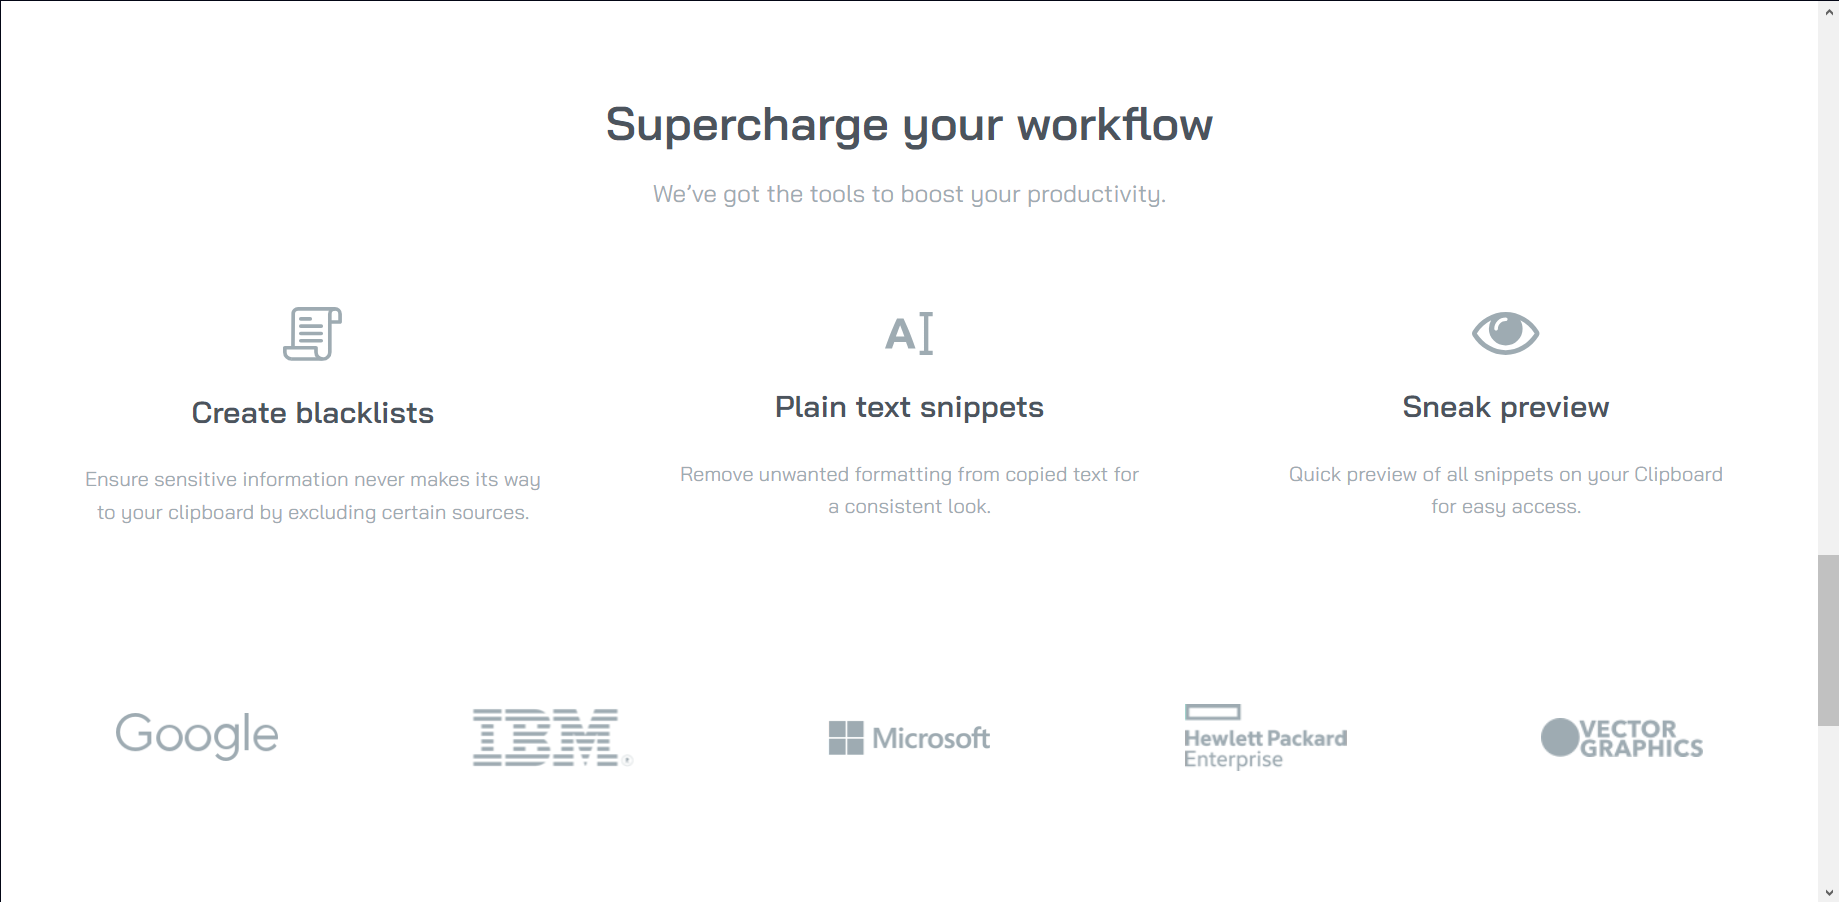 Supercharge your workflow
We’ve got the tools to boost your productivity.
A
Create blacklists
Ensure sensitive information never makes its way
to your clipboard by excluding certain sources.
Plain text snippets
Remove unwanted formatting from copied text for
a consistent look.
Sneak preview
Quick preview of all snippets on your Clipboard
for easy access.
Google
IBM®
Microsoft
Hewlett Packard
Enterprise
VECTOR
GRAPHICS